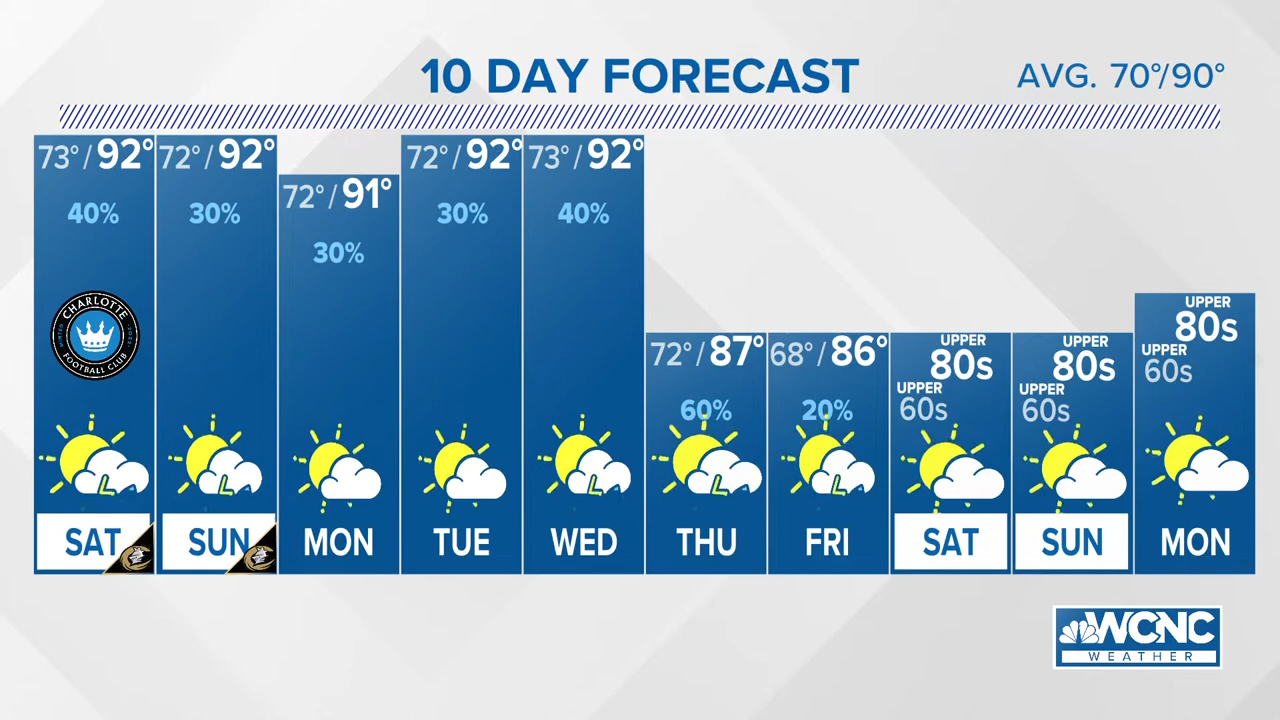 10 DAY FORECAST
AVG. 70°/90°
73°/92°
40%
CHARLOTTE
FOOTBALL CLUB
SAT
72°/92°
30%
SUN
72°/91°
30%
MON
72°/92°
30%
TUE
73°/92°
40%
WED
72°/87°
60%
THU
68°/86°
20%
FRI
UPPER
80s
UPPER
60s
SAT
UPPER
80s
UPPER
60s
SUN
UPPER
80s
UPPER
60s
MON
WCNC
WEATHER